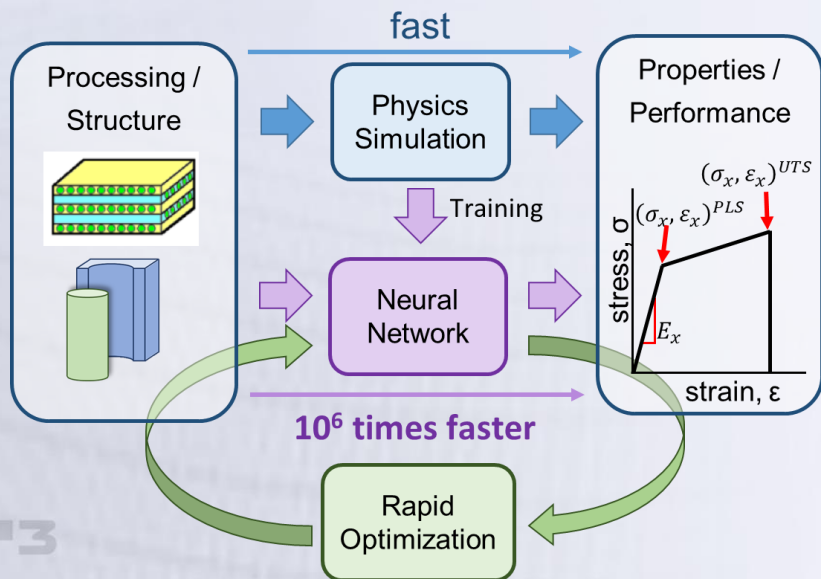 fast
Processing /
Structure
Physics
Simulation
Properties /
Performance
(σₓ, εₓ)ᵁᵀˢ
(σₓ, εₓ)ᴾᴸˢ
Training
stress, σ
Eₓ
Neural
Network
strain, ε
10⁶ times faster
Rapid
Optimization